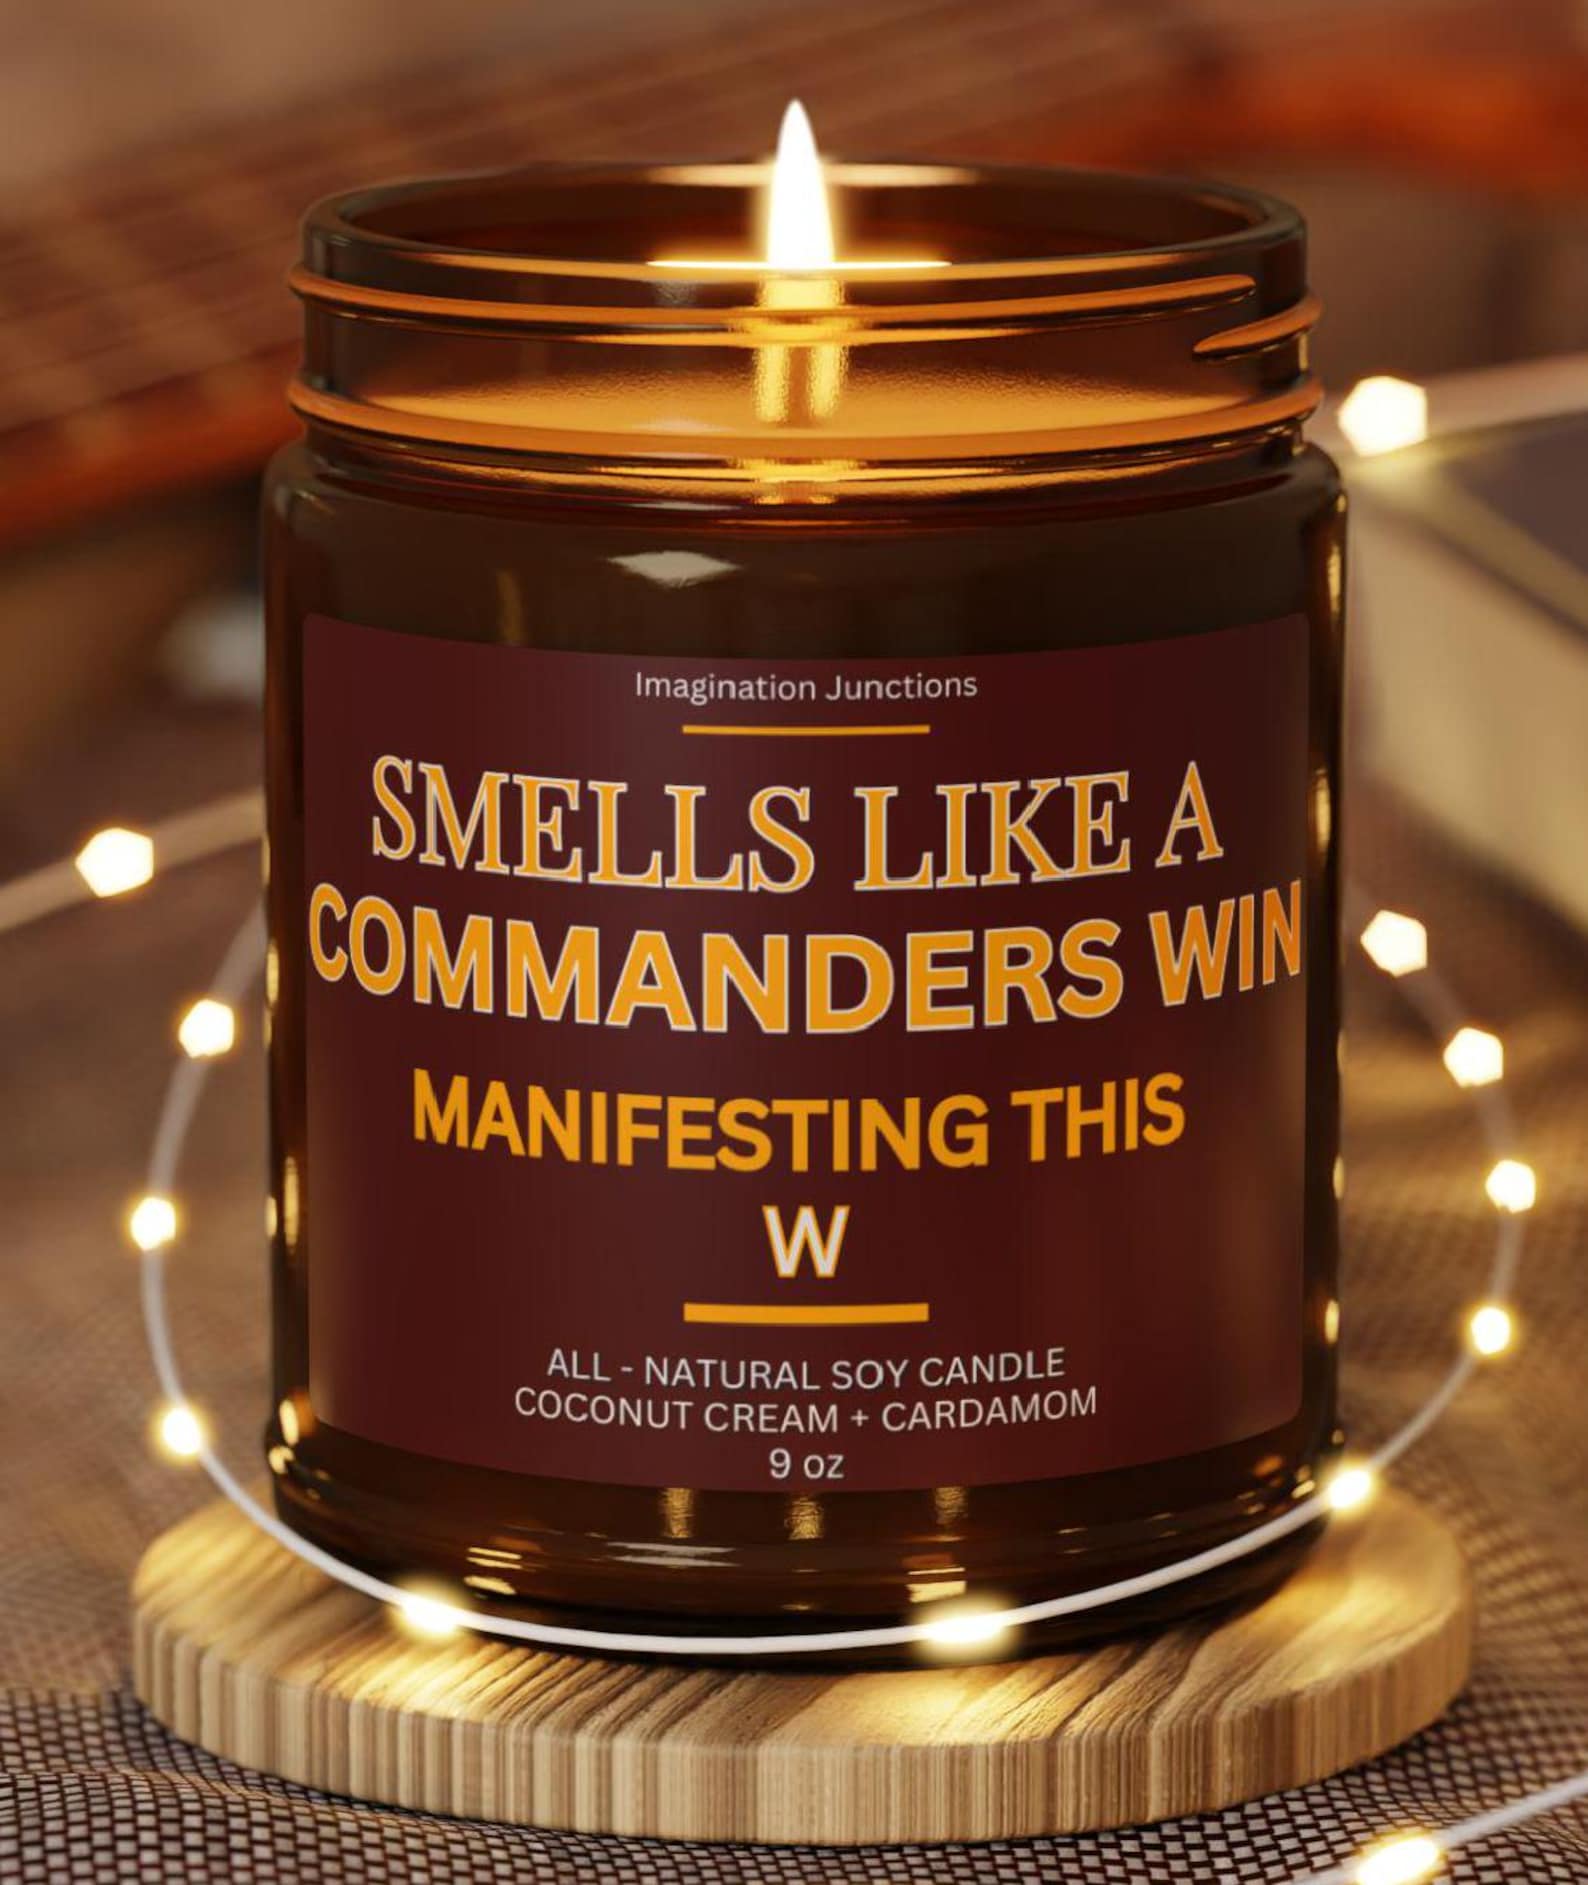 Imagination Junctions
SMELLS LIKE A
COMMANDERS WIN
MANIFESTING THIS
W
ALL - NATURAL SOY CANDLE
COCONUT CREAM + CARDAMOM
9 oz